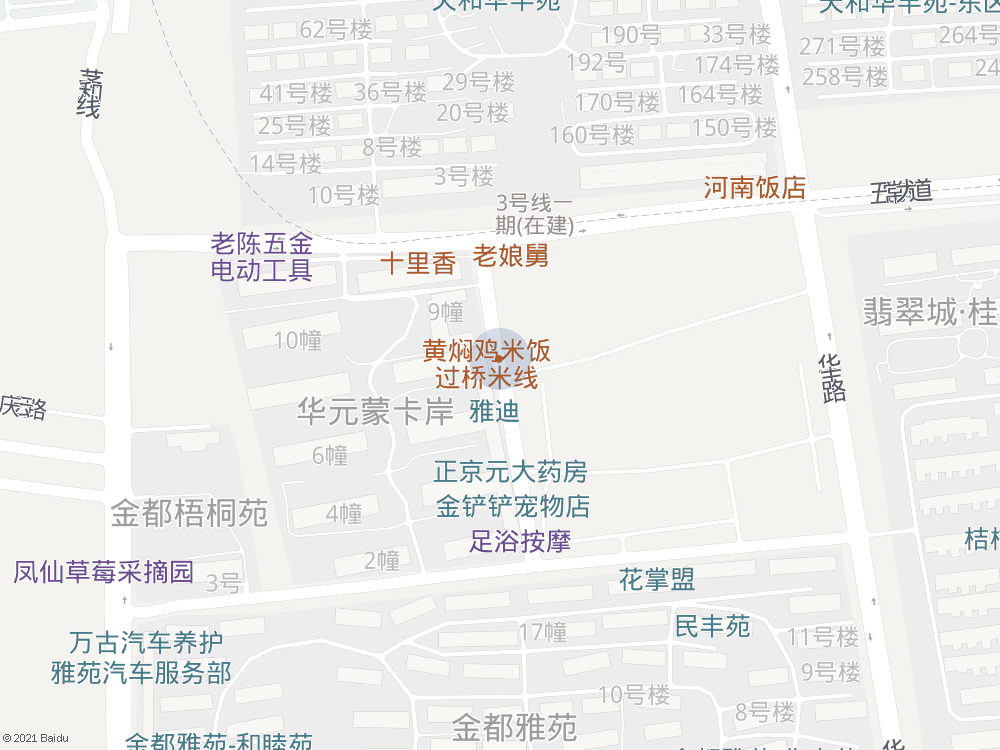 天和华丰苑
天和华丰苑-东区
62号楼
190号
83号楼
264号
271号楼
192号
174号楼
258号楼
29号楼
41号楼
36号楼
170号楼
164号楼
20号楼
25号楼
160号楼
150号楼
8号楼
14号楼
3号楼
10号楼
茅和线
河南饭店
五常大道
3号线一
期(在建)
老陈五金
电动工具
十里香
老娘舅
9幢
10幢
翡翠城·桂
黄焖鸡米饭
过桥米线
华丰路
华元蒙卡岸
雅迪
6幢
正京元大药房
金铲铲宠物店
金都梧桐苑
4幢
足浴按摩
2幢
凤仙草莓采摘园
3号
花掌盟
万古汽车养护
雅苑汽车服务部
17幢
民丰苑
11号楼
9号楼
10号楼
8号楼
金都雅苑
金都雅苑-和睦苑
© 2021 Baidu